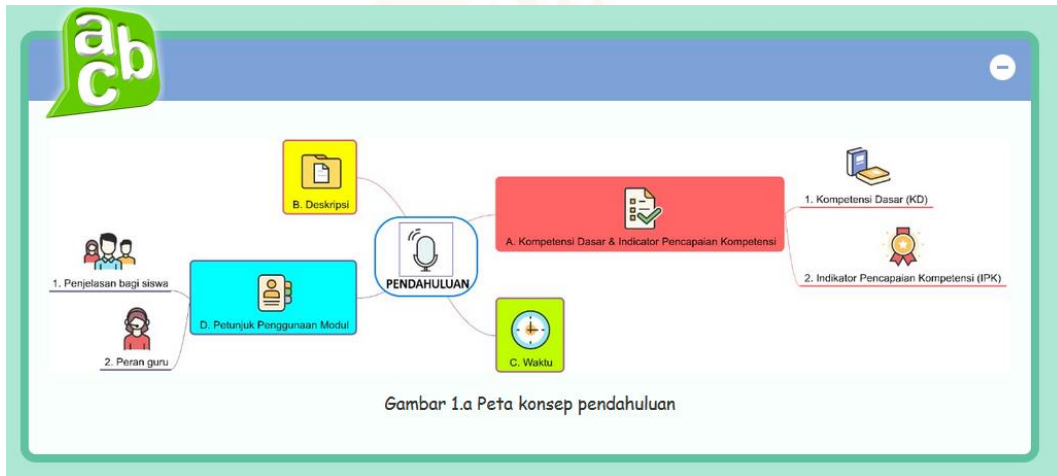 abc
B. Deskripsi
A. Kompetensi Dasar & Indicator Pencapaian Kompetensi
1. Kompetensi Dasar (KD)
2. Indikator Pencapaian Kompetensi (IPK)
PENDAHULUAN
1. Penjelasan bagi siswa
D. Petunjuk Penggunaan Modul
2. Peran guru
C. Waktu
Gambar 1.a Peta konsep pendahuluan